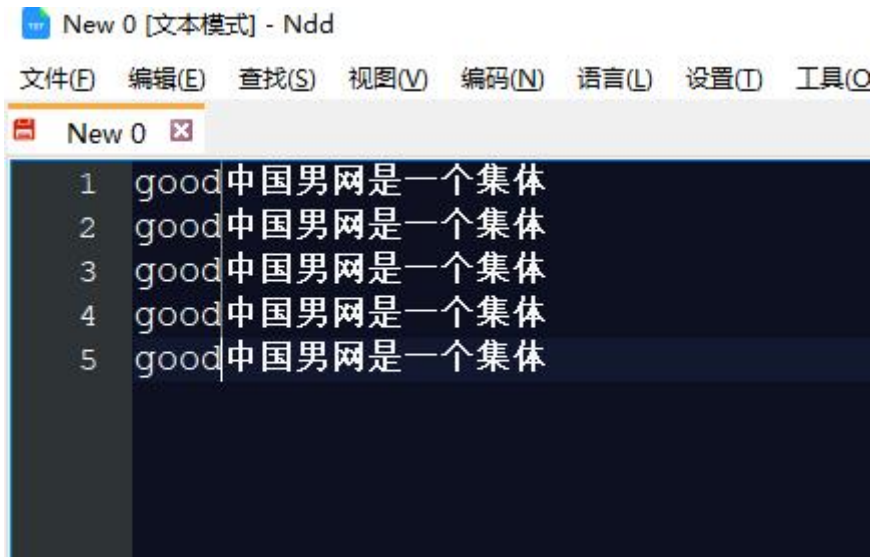 New 0 [文本模式] - Ndd
文件(F) 编辑(E) 查找(S) 视图(V) 编码(N) 语言(L) 设置(T) 工具(O
New 0
1 good中国男网是一个集体
2 good中国男网是一个集体
3 good中国男网是一个集体
4 good中国男网是一个集体
5 good中国男网是一个集体